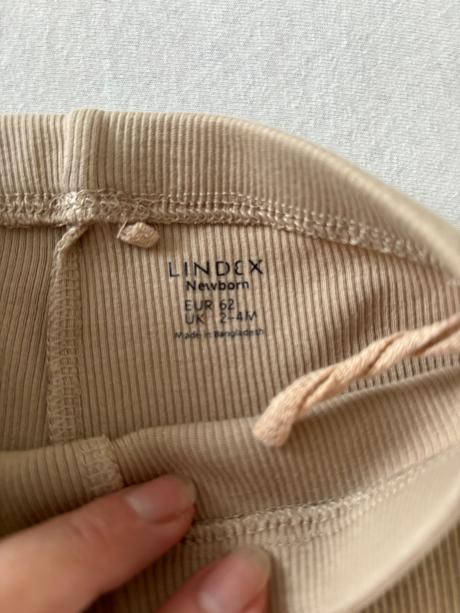 LINDEX
Newborn
EUR 62
UK 2-4M
Made in Bangladesh